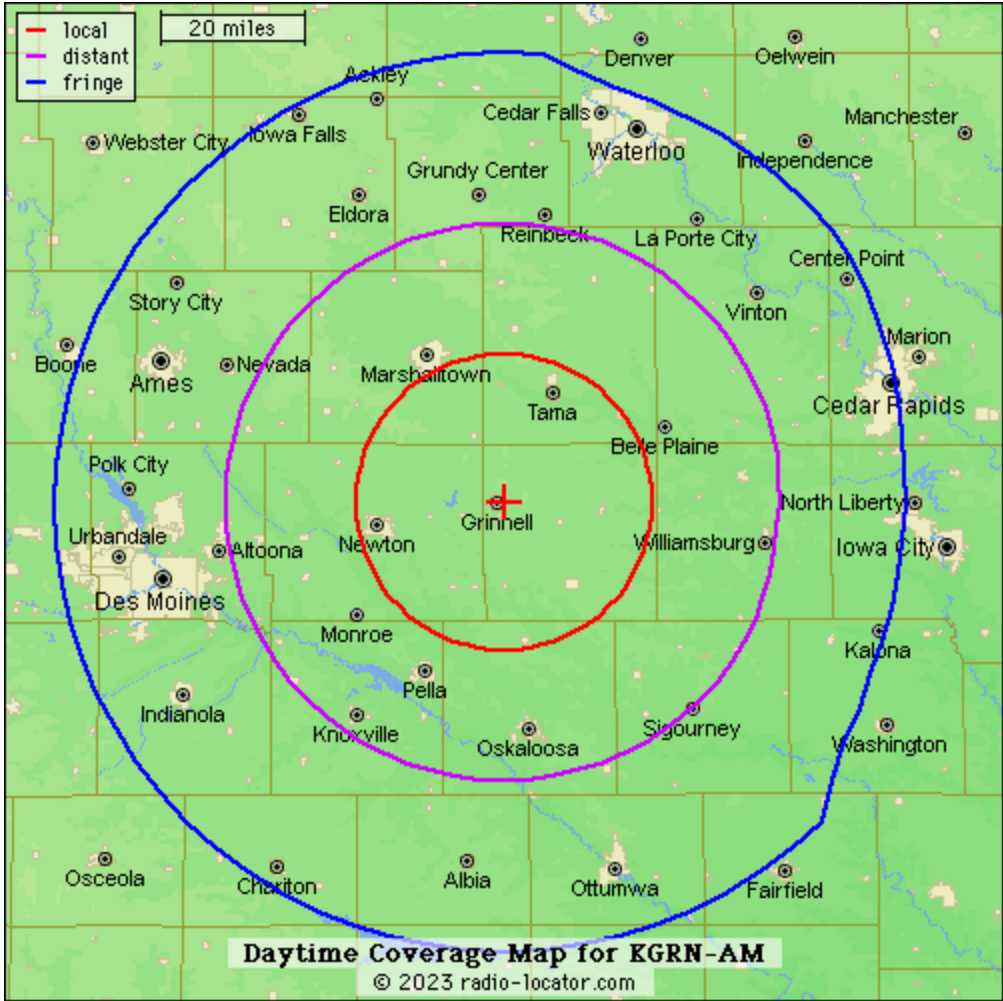 local
distant
fringe
20 miles
Denver
Oelwein
Ackley
Cedar Falls
Manchester
Iowa Falls
Webster City
Waterloo
Independence
Grundy Center
Eldora
Reinbeck
La Porte City
Center Point
Story City
Vinton
Marion
Boone
Nevada
Ames
Marshalltown
Tama
Cedar Rapids
Belle Plaine
Polk City
North Liberty
Grinnell
Urbandale
Altoona
Newton
Williamsburg
Iowa City
Des Moines
Monroe
Kalona
Pella
Indianola
Knoxville
Sigourney
Oskaloosa
Washington
Osceola
Chariton
Albia
Ottumwa
Fairfield
Daytime Coverage Map for KGRN-AM
© 2023 radio-locator.com